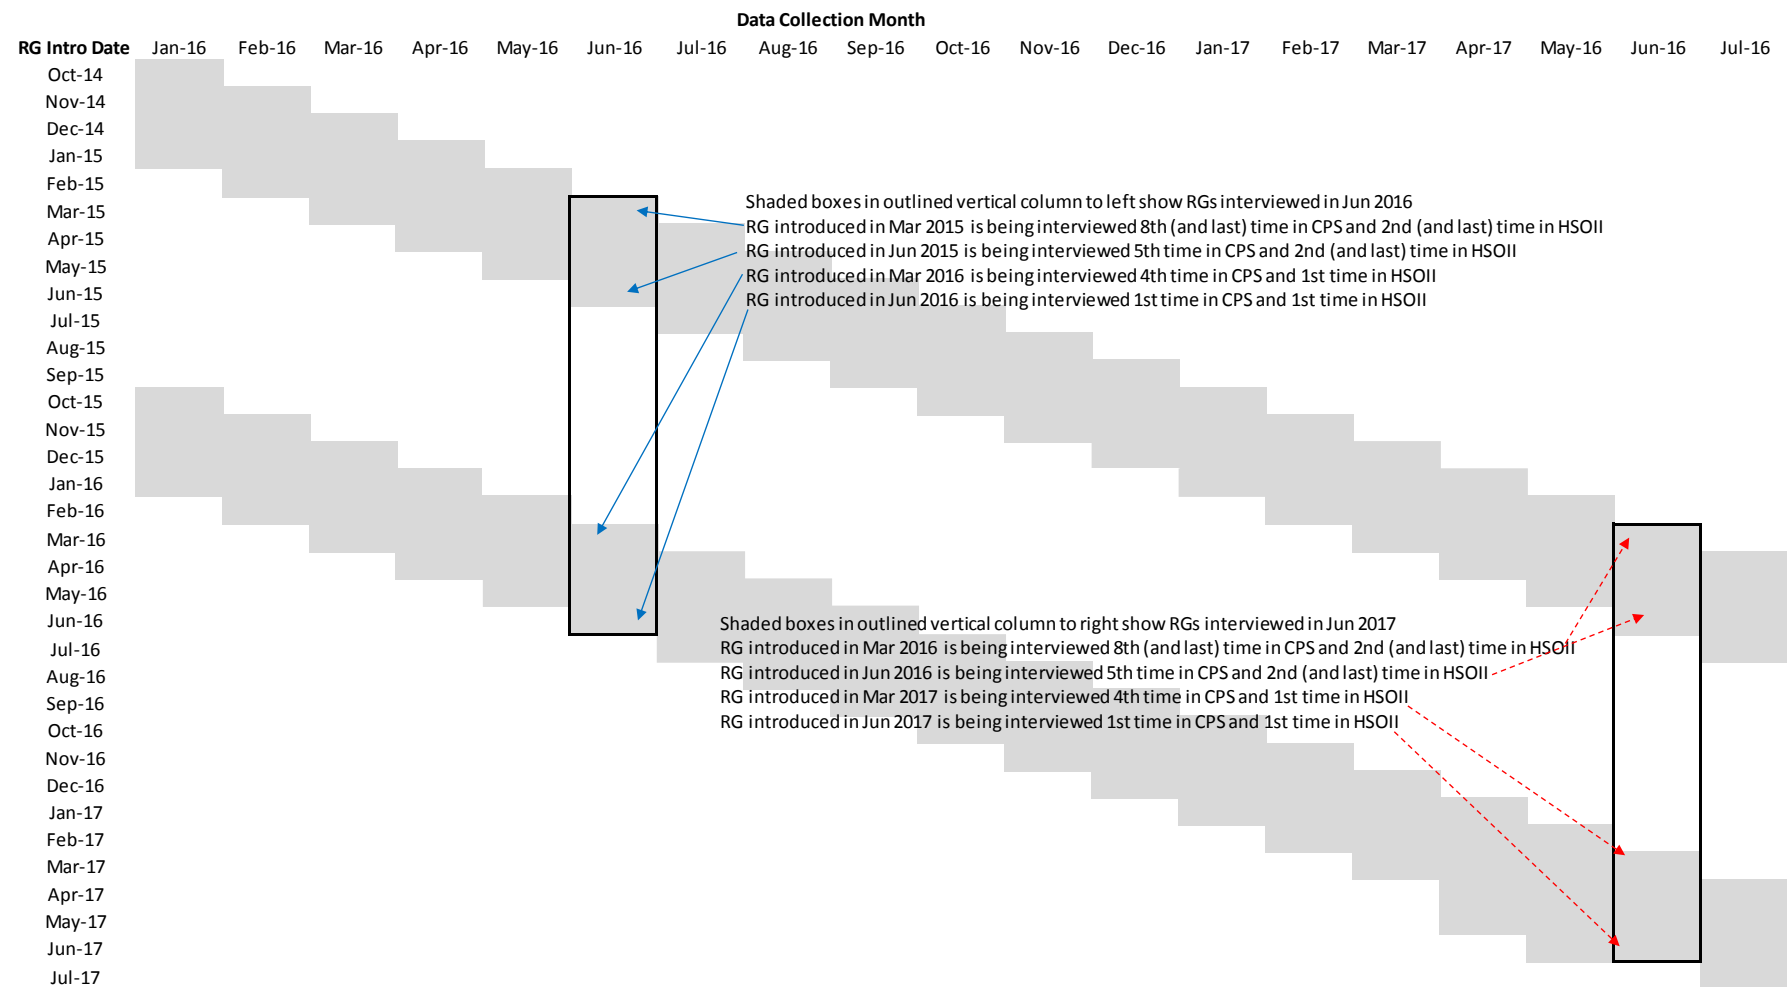 Data Collection Month
RG Intro Date Jan-16 Feb-16 Mar-16 Apr-16 May-16 Jun-16 Jul-16 Aug-16 Sep-16 Oct-16 Nov-16 Dec-16 Jan-17 Feb-17 Mar-17 Apr-17 May-16 Jun-16 Jul-16
Oct-14
Nov-14
Dec-14
Jan-15
Feb-15
Mar-15
Apr-15
May-15
Jun-15
Jul-15
Aug-15
Sep-15
Oct-15
Nov-15
Dec-15
Jan-16
Feb-16
Mar-16
Apr-16
May-16
Jun-16
Jul-16
Aug-16
Sep-16
Oct-16
Nov-16
Dec-16
Jan-17
Feb-17
Mar-17
Apr-17
May-17
Jun-17
Jul-17
Shaded boxes in outlined vertical column to left show RGs interviewed in Jun 2016
RG introduced in Mar 2015 is being interviewed 8th (and last) time in CPS and 2nd (and last) time in HSOII
RG introduced in Jun 2015 is being interviewed 5th time in CPS and 2nd (and last) time in HSOII
RG introduced in Mar 2016 is being interviewed 4th time in CPS and 1st time in HSOII
RG introduced in Jun 2016 is being interviewed 1st time in CPS and 1st time in HSOII
Shaded boxes in outlined vertical column to right show RGs interviewed in Jun 2017
RG introduced in Mar 2016 is being interviewed 8th (and last) time in CPS and 2nd (and last) time in HSOII
RG introduced in Jun 2016 is being interviewed 5th time in CPS and 2nd (and last) time in HSOII
RG introduced in Mar 2017 is being interviewed 4th time in CPS and 1st time in HSOII
RG introduced in Jun 2017 is being interviewed 1st time in CPS and 1st time in HSOII